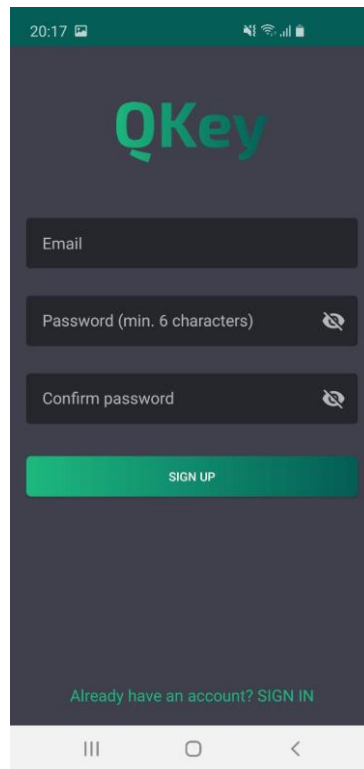 20:17
QKey
Email
Password (min. 6 characters)
Confirm password
SIGN UP
Already have an account? SIGN IN